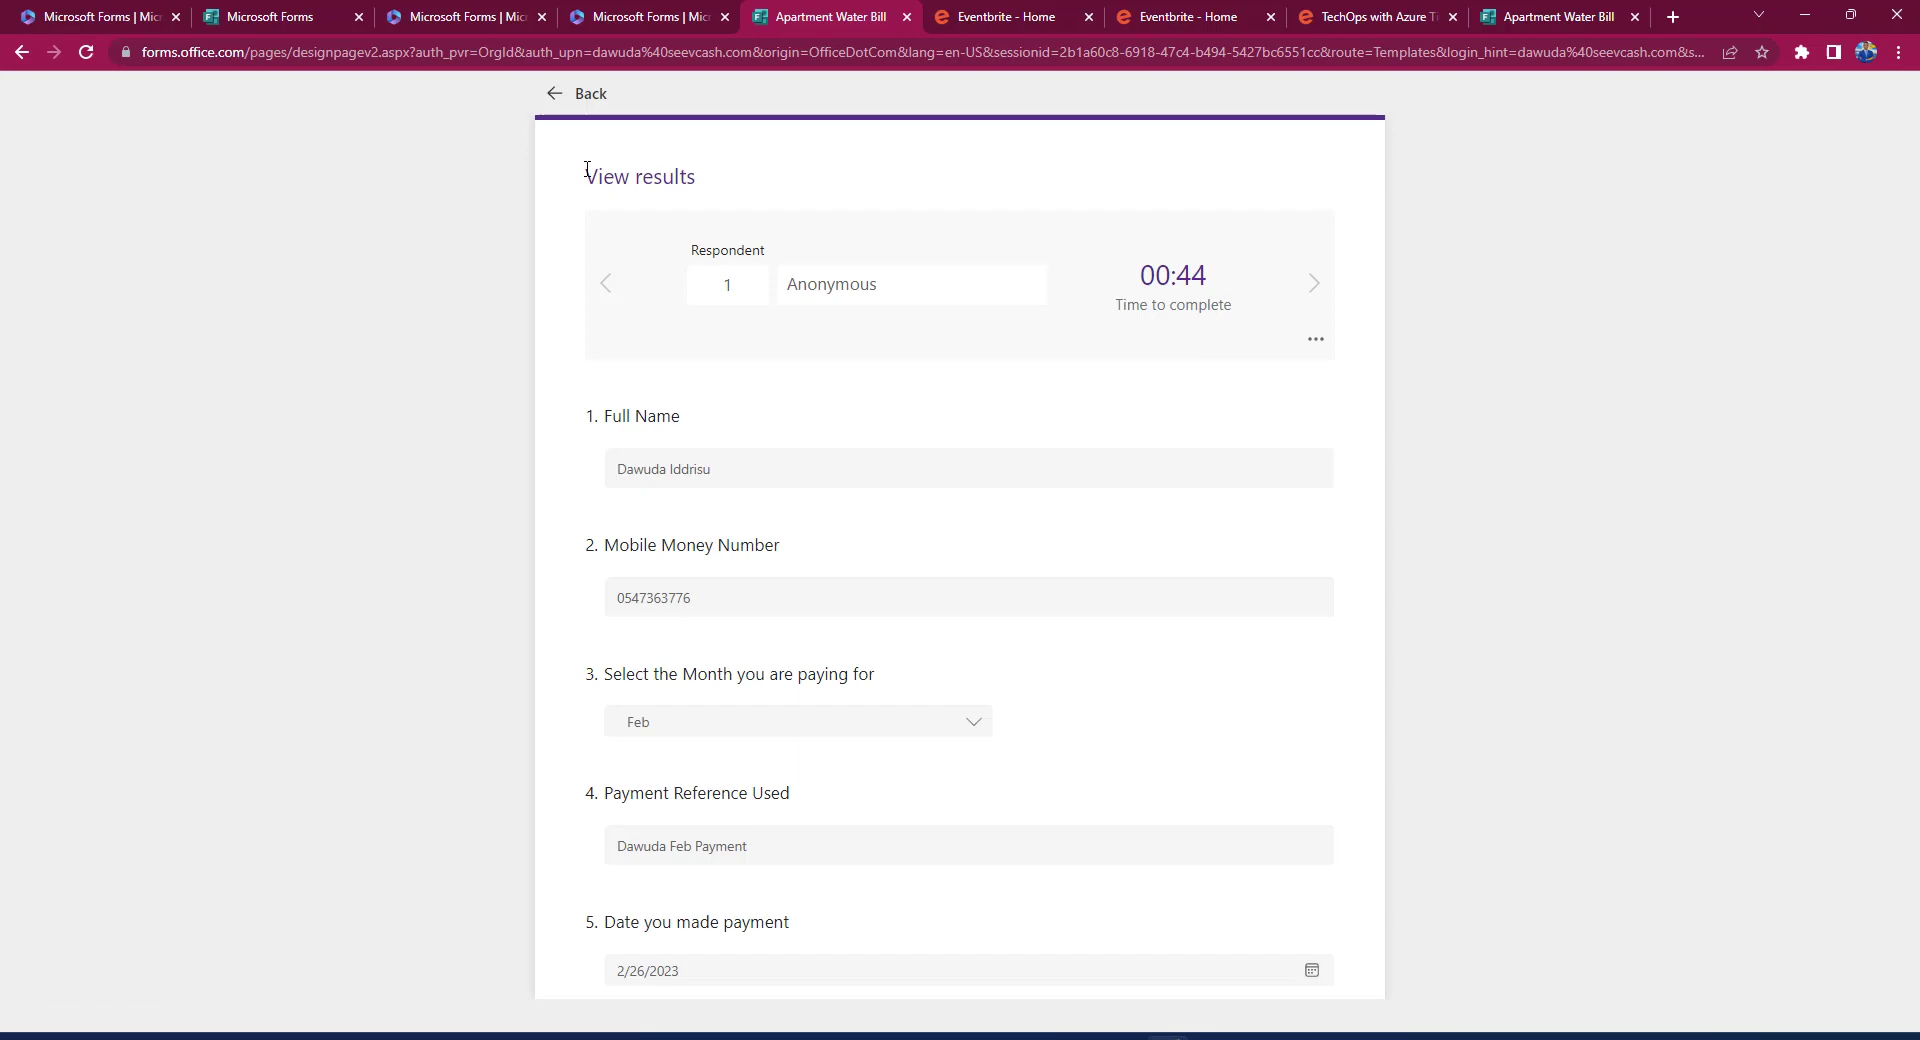 Microsoft Forms | Mic
Microsoft Forms
Microsoft Forms | Mic
Microsoft Forms | Mic
Apartment Water Bill
Eventbrite - Home
Eventbrite - Home
TechOps with Azure T
Apartment Water Bill
forms.office.com/pages/designpagev2.aspx?auth_pvr=OrgId&auth_upn=dawuda%40seevcash.com&origin=OfficeDotCom&lang=en-US&sessionid=2b1a60c8-6918-47c4-b494-5427bc6551cc&route=Templates&login_hint=dawuda%40seevcash.com&s...
Back
View results
Respondent
1
Anonymous
00:44
Time to complete
1. Full Name
Dawuda Iddrisu
2. Mobile Money Number
0547363776
3. Select the Month you are paying for
Feb
4. Payment Reference Used
Dawuda Feb Payment
5. Date you made payment
2/26/2023